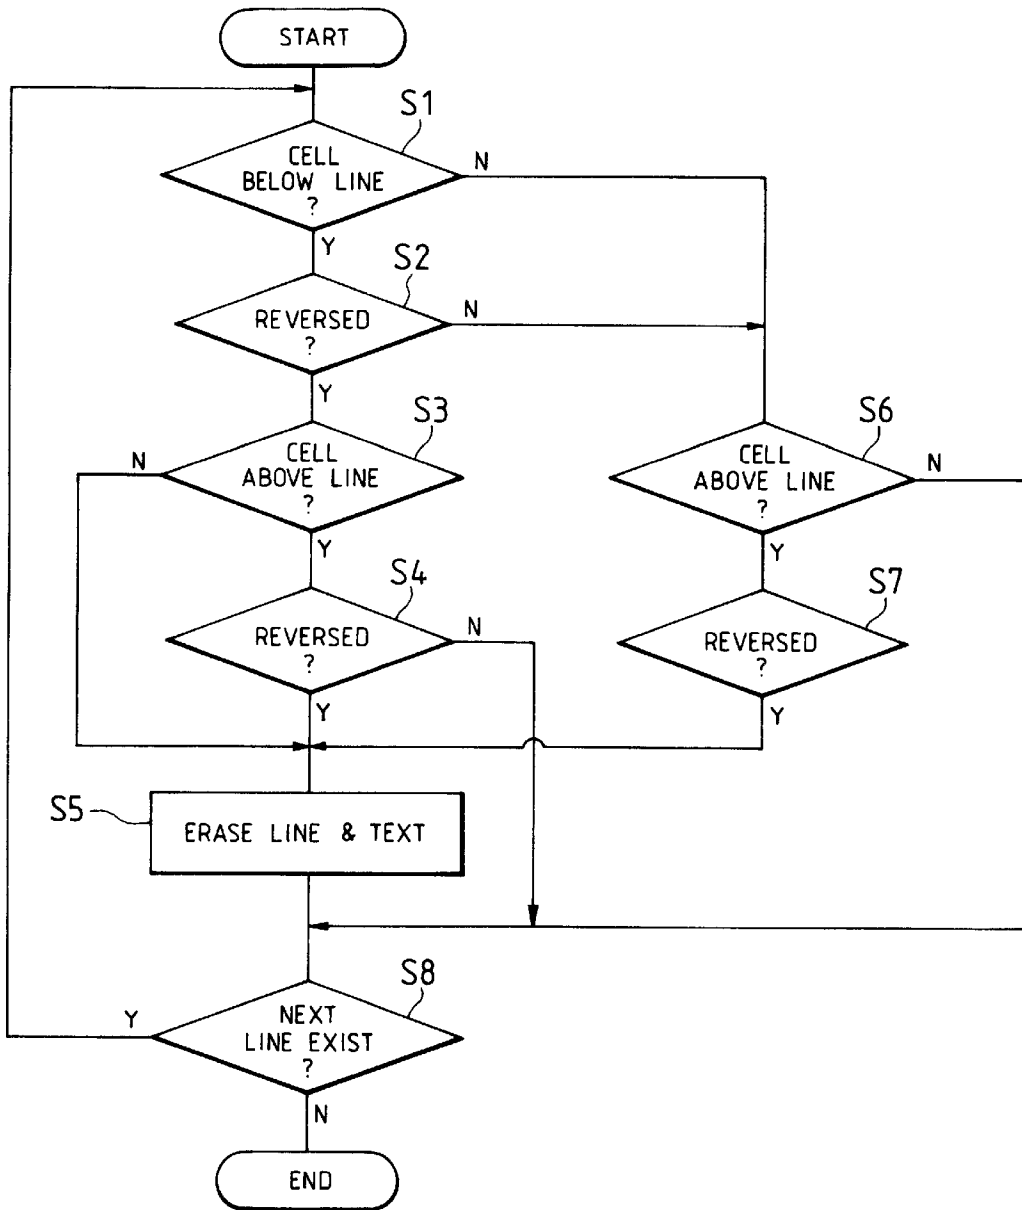 START
S1
CELL
BELOW LINE
?
N
Y
S2
REVERSED
?
N
Y
S3
CELL
ABOVE LINE
?
N
Y
S6
CELL
ABOVE LINE
?
N
Y
S4
REVERSED
?
N
Y
S7
REVERSED
?
Y
S5
ERASE LINE & TEXT
S8
NEXT
LINE EXIST
?
Y
N
END